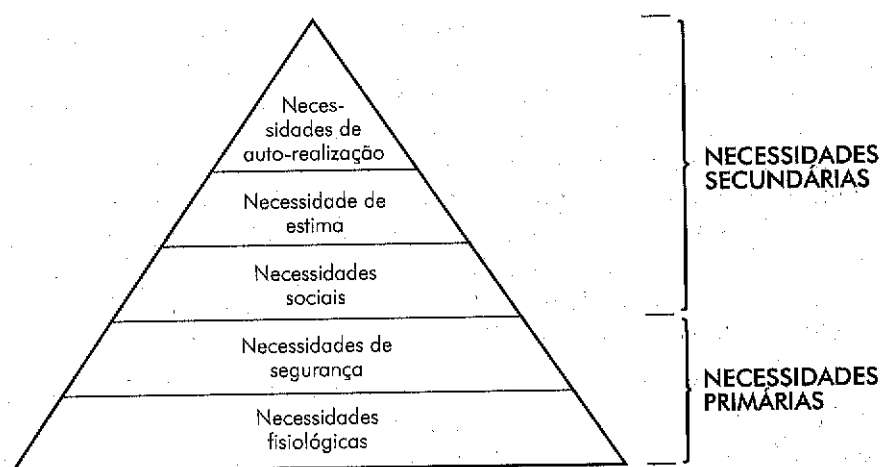 Neces-
sidades de
auto-realização
Necessidade de
estima
Necessidades
sociais
Necessidades de
segurança
Necessidades
fisiológicas
NECESSIDADES
SECUNDÁRIAS
NECESSIDADES
PRIMÁRIAS